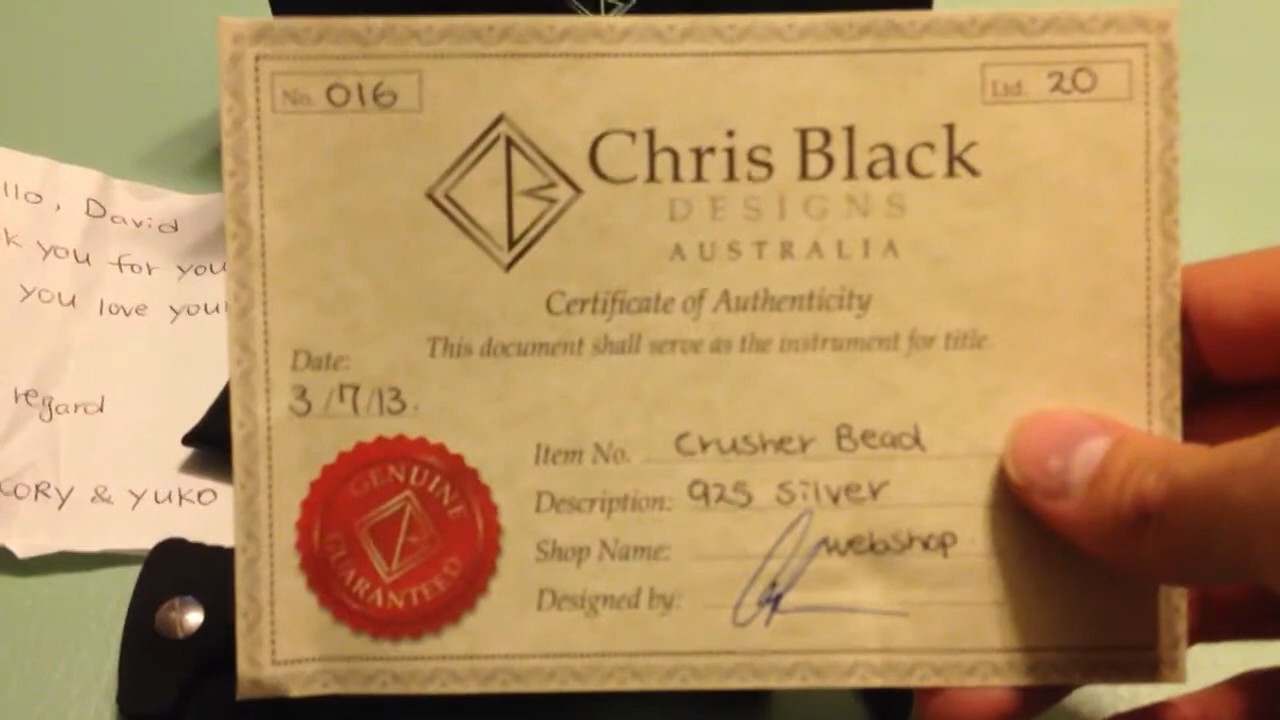 No. 016
Ltd. 20
Chris Black
DESIGNS
AUSTRALIA
Certificate of Authenticity
This document shall serve as the instrument for title
Date:
3/7/13.
Item No. Crusher Bead
Description: 925 Silver
Shop Name: webshop
Designed by:
GENUINE
GUARANTEED
llo, David
k you for you
you love you
regard
CORY & YUKO